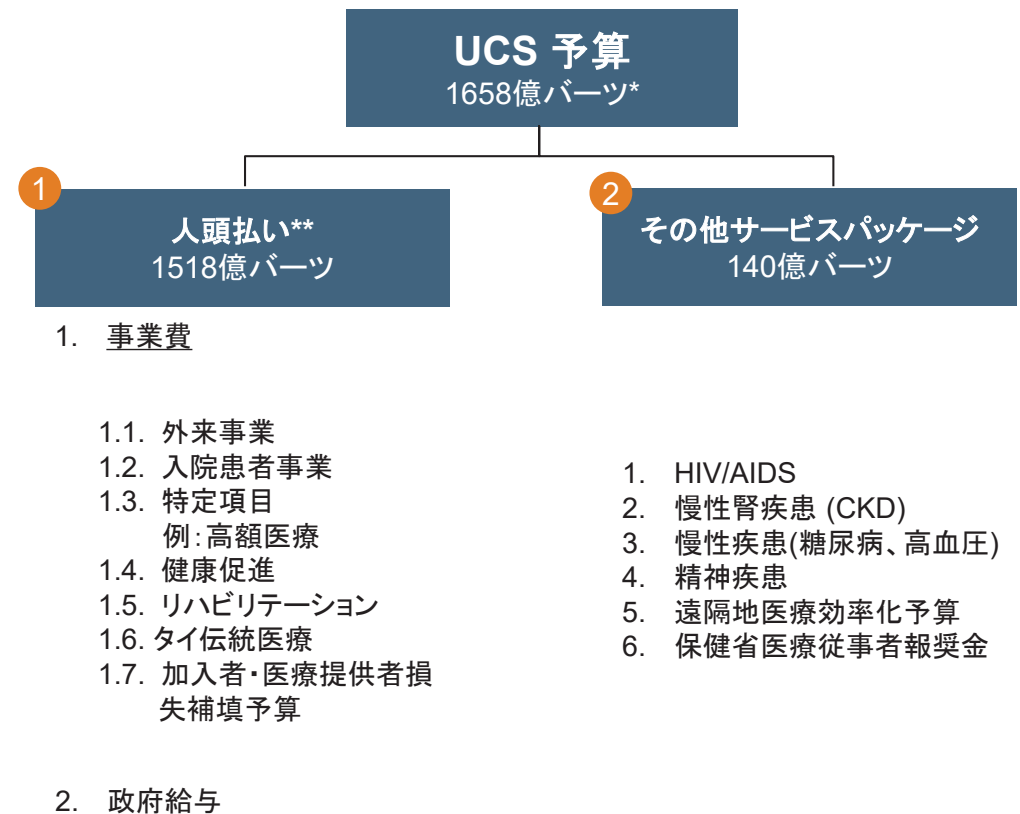 UCS 予算
1658億バーツ*
1
人頭払い**
1518億バーツ
1. 事業費
1.1. 外来事業
1.2. 入院患者事業
1.3. 特定項目
例:高額医療
1.4. 健康促進
1.5. リハビリテーション
1.6. タイ伝統医療
1.7. 加入者・医療提供者損
失補填予算
2. 政府給与
2
その他サービスパッケージ
140億バーツ
1. HIV/AIDS
2. 慢性腎疾患 (CKD)
3. 慢性疾患(糖尿病、高血圧)
4. 精神疾患
5. 遠隔地医療効率化予算
6. 保健省医療従事者報奨金